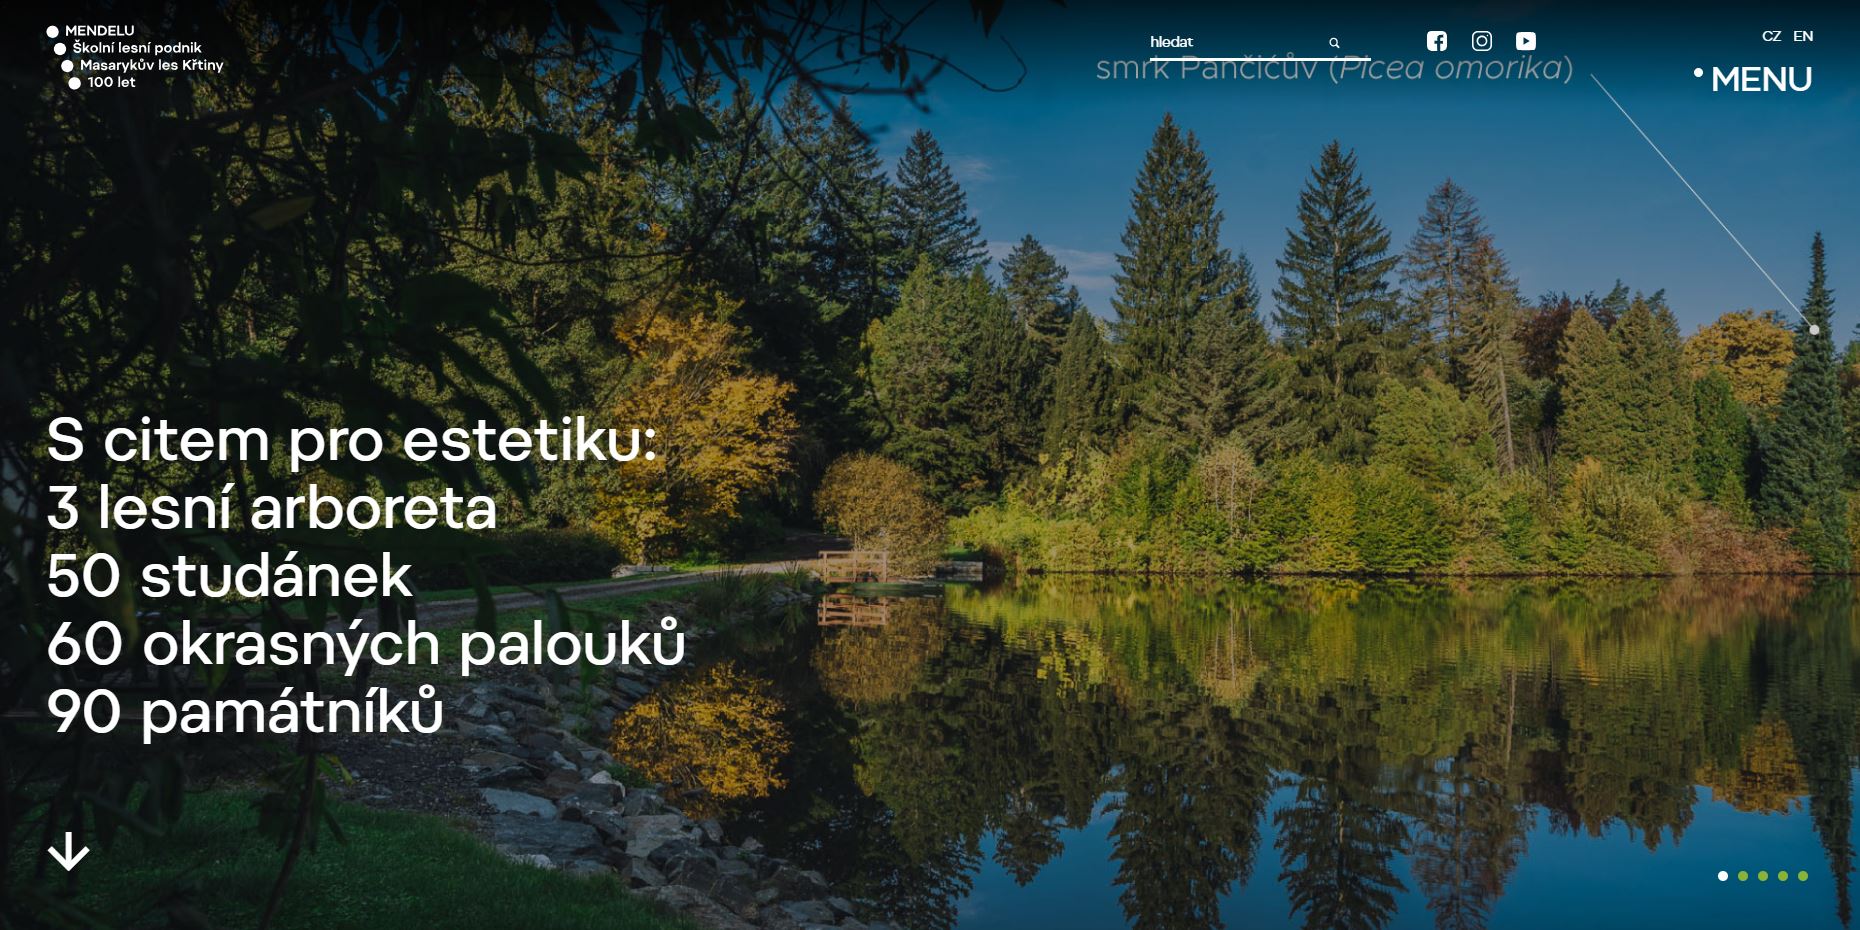 MENDELU
Školní lesní podnik
Masarykův les Křtiny
100 let
hledat
CZ EN
MENU
smrk Pančićův (Picea omorika)
S citem pro estetiku:
3 lesní arboreta
50 studánek
60 okrasných palouků
90 památníků